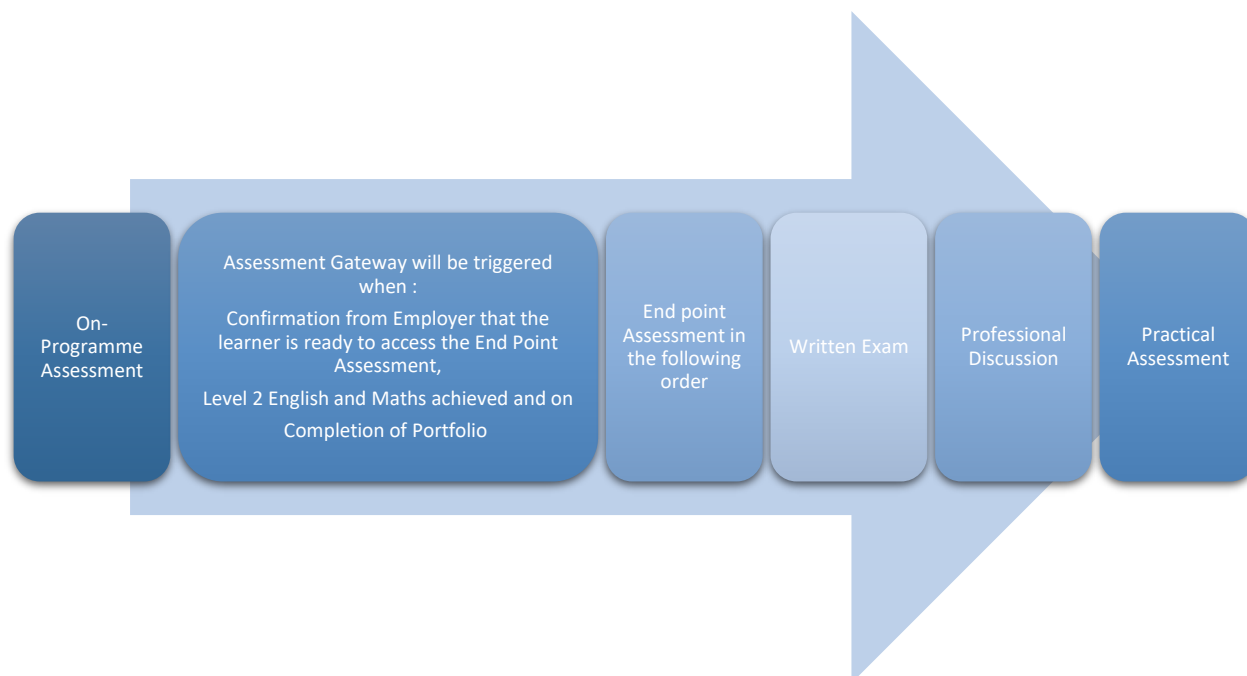 On-
Programme
Assessment
Assessment Gateway will be triggered
when :
Confirmation from Employer that the
learner is ready to access the End Point
Assessment,
Level 2 English and Maths achieved and on
Completion of Portfolio
End point
Assessment in
the following
order
Written Exam
Professional
Discussion
Practical
Assessment